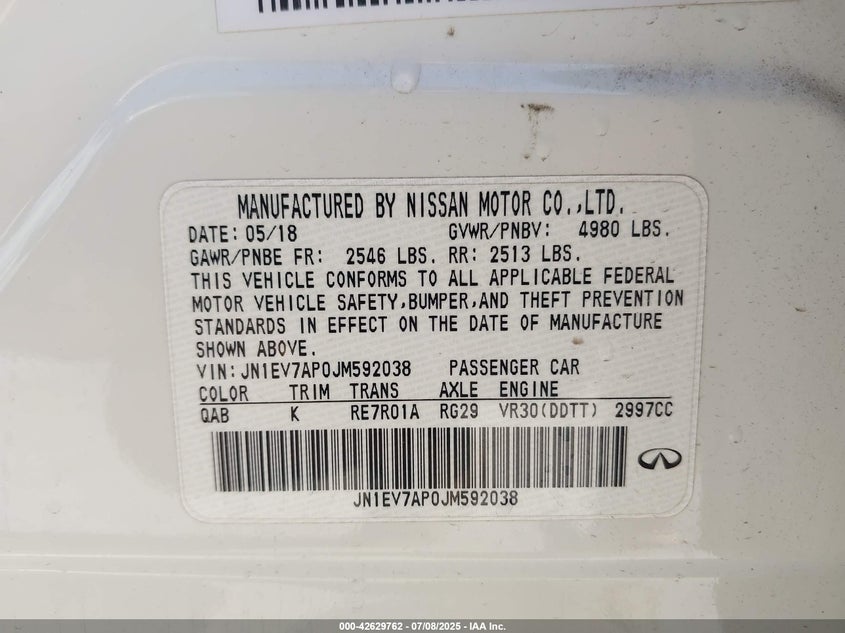 MANUFACTURED BY NISSAN MOTOR CO.,LTD.
DATE: 05/18 GVWR/PNBV: 4980 LBS.
GAWR/PNBE FR: 2546 LBS. RR: 2513 LBS.
THIS VEHICLE CONFORMS TO ALL APPLICABLE FEDERAL
MOTOR VEHICLE SAFETY,BUMPER,AND THEFT PREVENTION
STANDARDS IN EFFECT ON THE DATE OF MANUFACTURE
SHOWN ABOVE.
VIN:JN1EV7AP0JM592038 PASSENGER CAR
COLOR TRIM TRANS AXLE ENGINE
QAB K RE7R01A RG29 VR30(DDTT) 2997CC
JN1EV7AP0JM592038
000-42629762 - 07/08/2025 - IAA Inc.